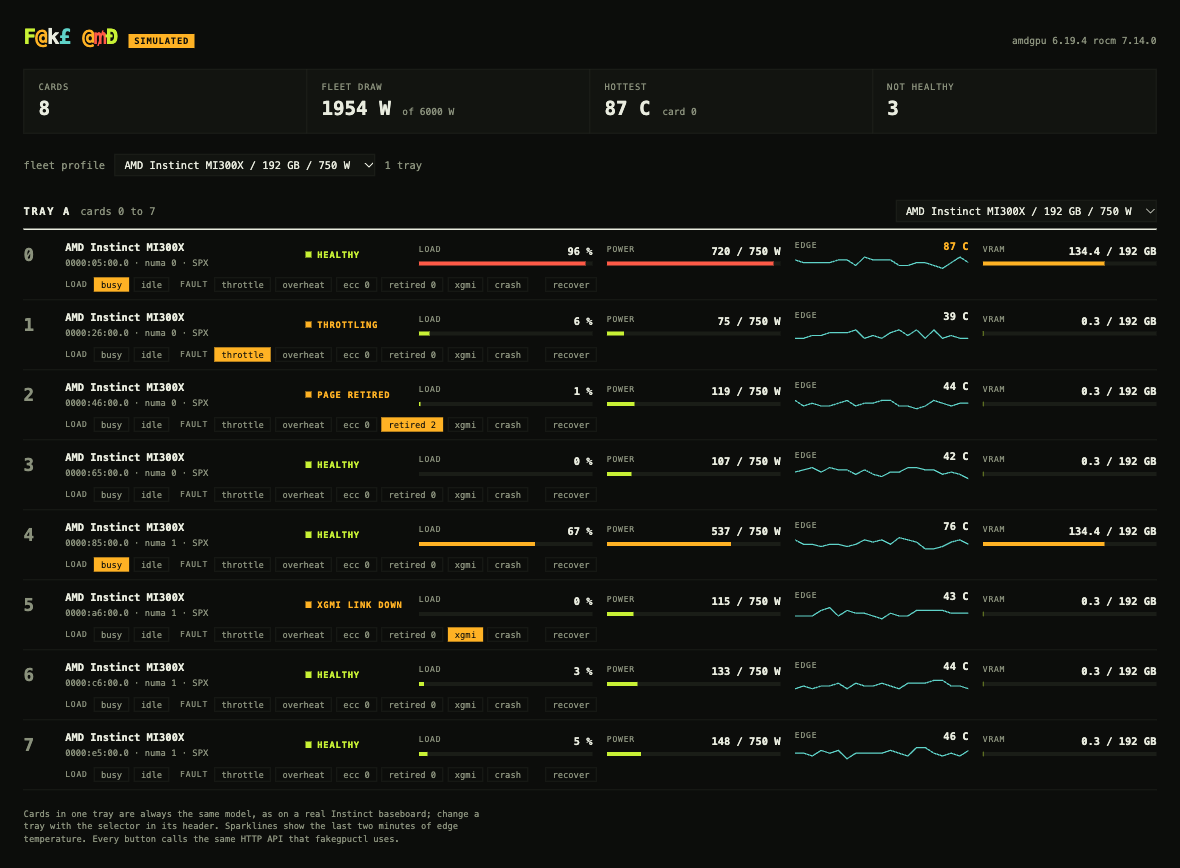 F@k£ @mĐ SIMULATED
amdgpu 6.19.4 rocm 7.14.0
CARDS
8
FLEET DRAW
1954 W of 6000 W
HOTTEST
87 C card 0
NOT HEALTHY
3
fleet profile AMD Instinct MI300X / 192 GB / 750 W 1 tray
TRAY A cards 0 to 7 AMD Instinct MI300X / 192 GB / 750 W
0 AMD Instinct MI300X
0000:05:00.0 · numa 0 · SPX
HEALTHY
LOAD 96 %
POWER 720 / 750 W
EDGE 87 C
VRAM 134.4 / 192 GB
LOAD busy idle FAULT throttle overheat ecc 0 retired 0 xgmi crash recover
1 AMD Instinct MI300X
0000:26:00.0 · numa 0 · SPX
THROTTLING
LOAD 6 %
POWER 75 / 750 W
EDGE 39 C
VRAM 0.3 / 192 GB
LOAD busy idle FAULT throttle overheat ecc 0 retired 0 xgmi crash recover
2 AMD Instinct MI300X
0000:46:00.0 · numa 0 · SPX
PAGE RETIRED
LOAD 1 %
POWER 119 / 750 W
EDGE 44 C
VRAM 0.3 / 192 GB
LOAD busy idle FAULT throttle overheat ecc 0 retired 2 xgmi crash recover
3 AMD Instinct MI300X
0000:65:00.0 · numa 0 · SPX
HEALTHY
LOAD 0 %
POWER 107 / 750 W
EDGE 42 C
VRAM 0.3 / 192 GB
LOAD busy idle FAULT throttle overheat ecc 0 retired 0 xgmi crash recover
4 AMD Instinct MI300X
0000:85:00.0 · numa 1 · SPX
HEALTHY
LOAD 67 %
POWER 537 / 750 W
EDGE 76 C
VRAM 134.4 / 192 GB
LOAD busy idle FAULT throttle overheat ecc 0 retired 0 xgmi crash recover
5 AMD Instinct MI300X
0000:a6:00.0 · numa 1 · SPX
XGMI LINK DOWN
LOAD 0 %
POWER 115 / 750 W
EDGE 43 C
VRAM 0.3 / 192 GB
LOAD busy idle FAULT throttle overheat ecc 0 retired 0 xgmi crash recover
6 AMD Instinct MI300X
0000:c6:00.0 · numa 1 · SPX
HEALTHY
LOAD 3 %
POWER 133 / 750 W
EDGE 44 C
VRAM 0.3 / 192 GB
LOAD busy idle FAULT throttle overheat ecc 0 retired 0 xgmi crash recover
7 AMD Instinct MI300X
0000:e5:00.0 · numa 1 · SPX
HEALTHY
LOAD 5 %
POWER 148 / 750 W
EDGE 46 C
VRAM 0.3 / 192 GB
LOAD busy idle FAULT throttle overheat ecc 0 retired 0 xgmi crash recover
Cards in one tray are always the same model, as on a real Instinct baseboard; change a
tray with the selector in its header. Sparklines show the last two minutes of edge
temperature. Every button calls the same HTTP API that fakegpuctl uses.